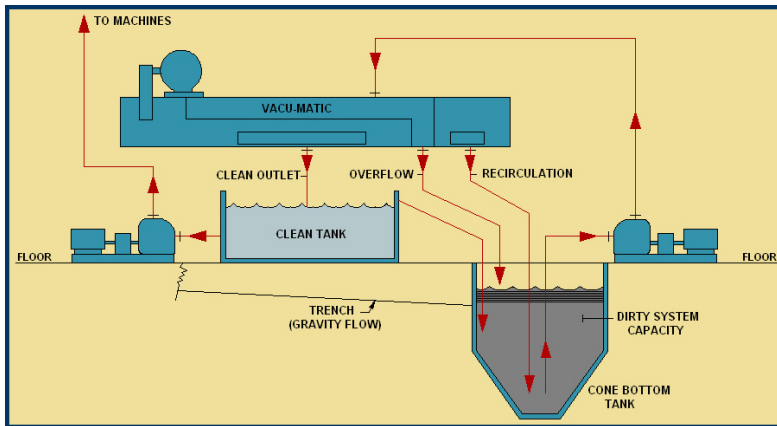 TO MACHINES
VACU-MATIC
CLEAN OUTLET
OVERFLOW
RECIRCULATION
CLEAN TANK
FLOOR
FLOOR
TRENCH
(GRAVITY FLOW)
DIRTY SYSTEM
CAPACITY
CONE BOTTOM
TANK